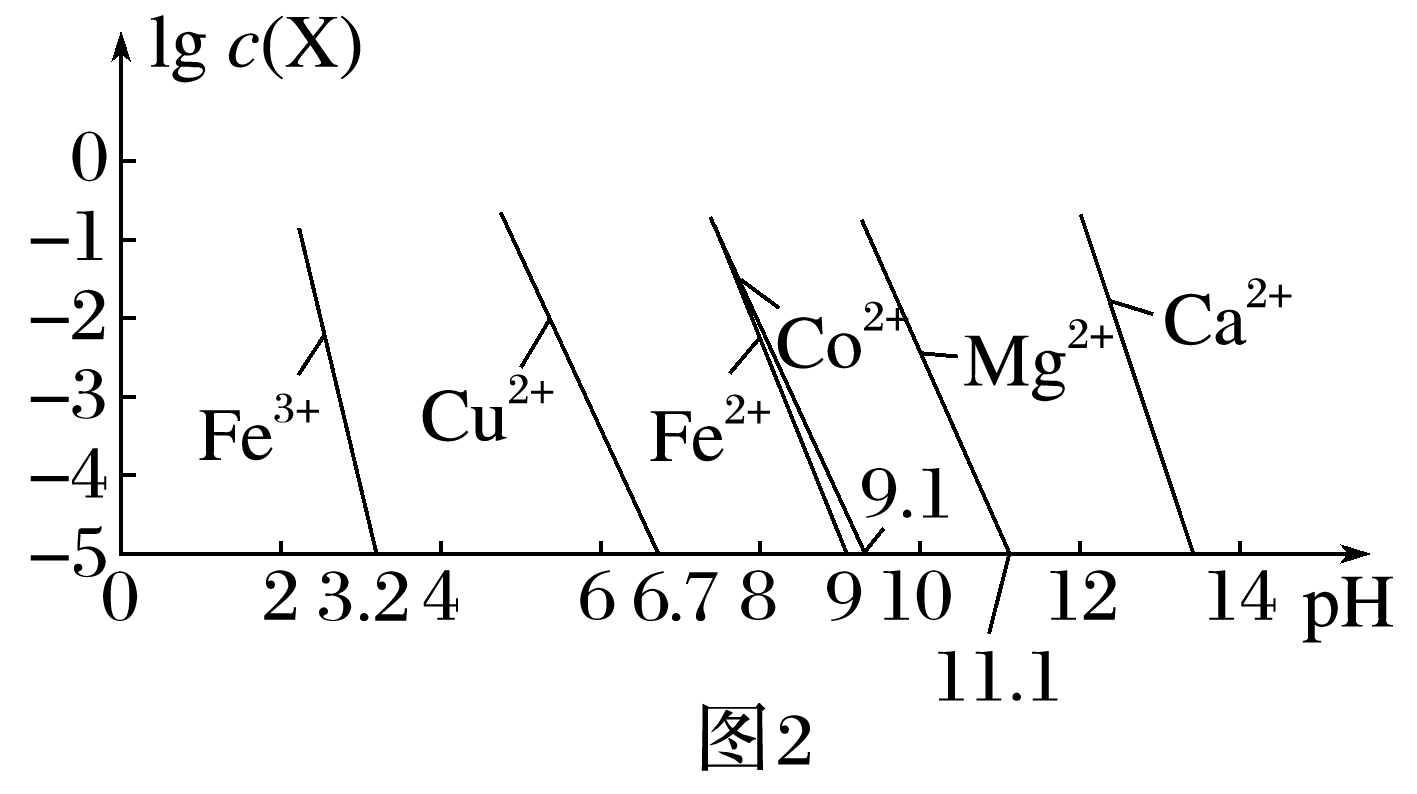 lg c(X)
0
−1
−2
−3
−4
−5
Fe³⁺
Cu²⁺
Fe²⁺
Co²⁺
Mg²⁺
Ca²⁺
9.1
0 2 3.2 4 6 6.7 8 9 10 12 14 pH
11.1
图2